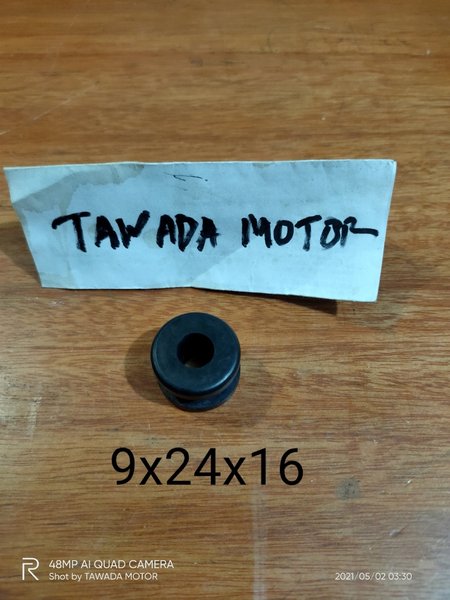 TAWADA MOTOR
9x24x16
48MP AI QUAD CAMERA
Shot by TAWADA MOTOR
2021/05/02 03:30